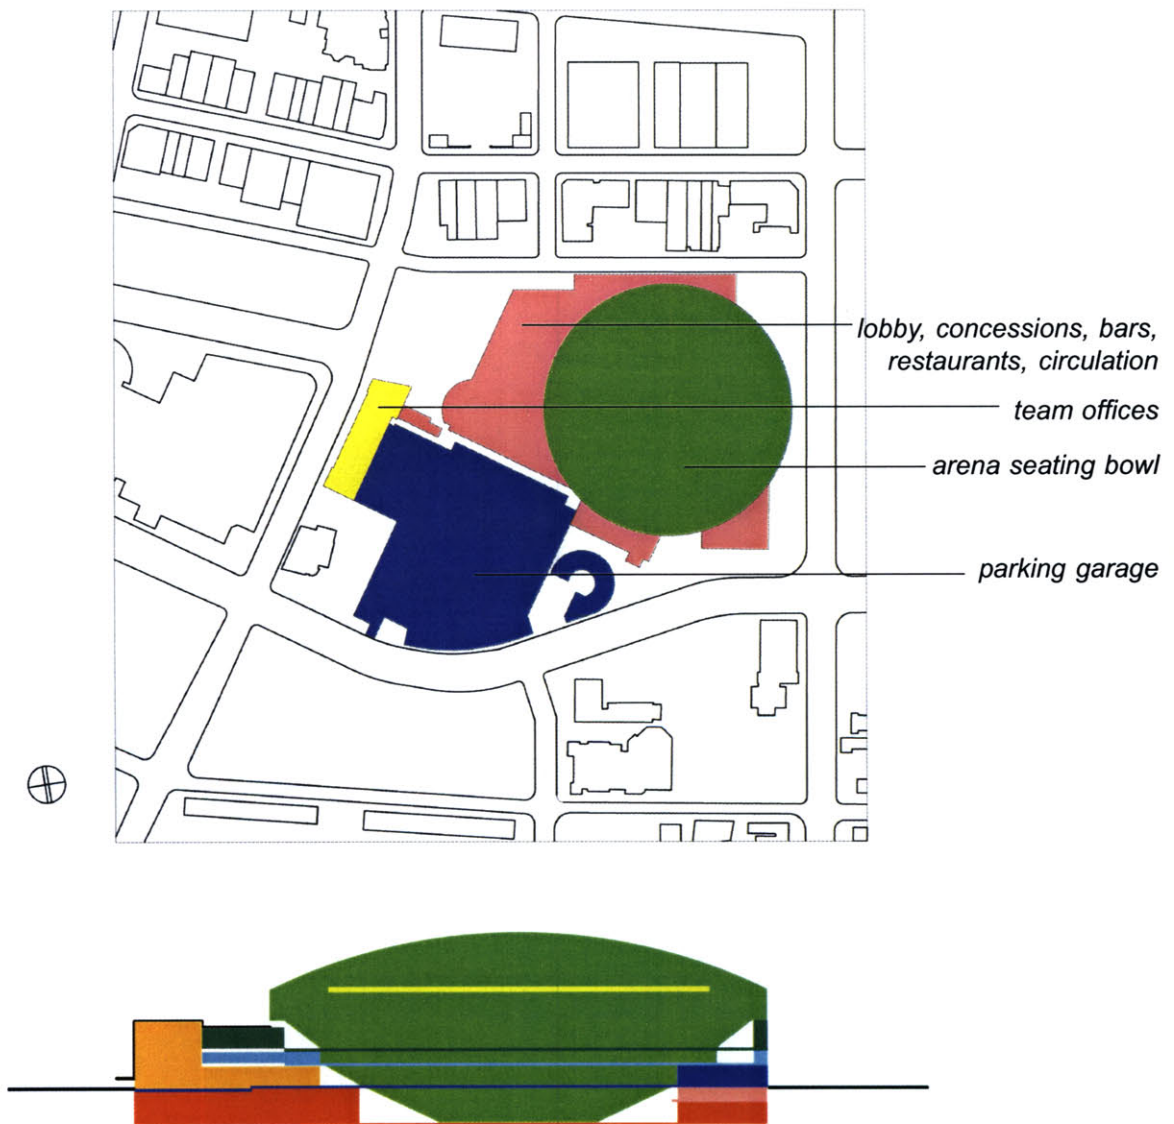 lobby, concessions, bars,
restaurants, circulation
team offices
arena seating bowl
parking garage